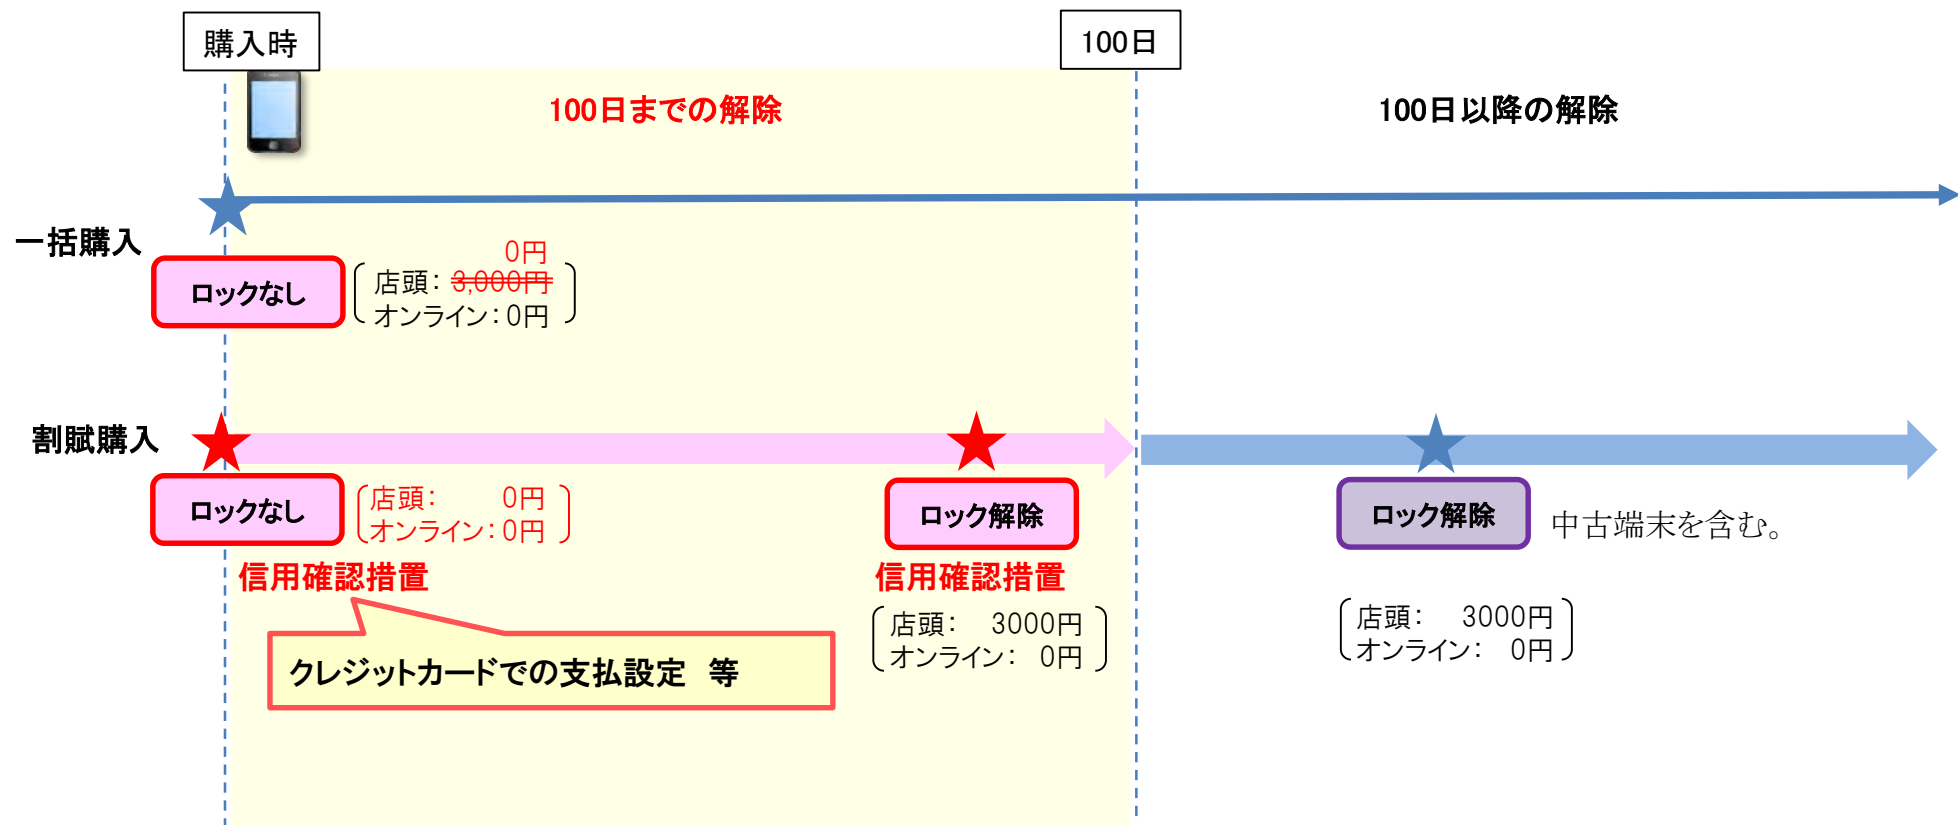 購入時
100日
100日までの解除
100日以降の解除
一括購入
ロックなし
0円
店頭： 3,000円
オンライン：0円
割賦購入
ロックなし
店頭： 0円
オンライン：0円
信用確認措置
クレジットカードでの支払設定 等
ロック解除
信用確認措置
店頭： 3000円
オンライン： 0円
ロック解除
中古端末を含む。
店頭： 3000円
オンライン： 0円